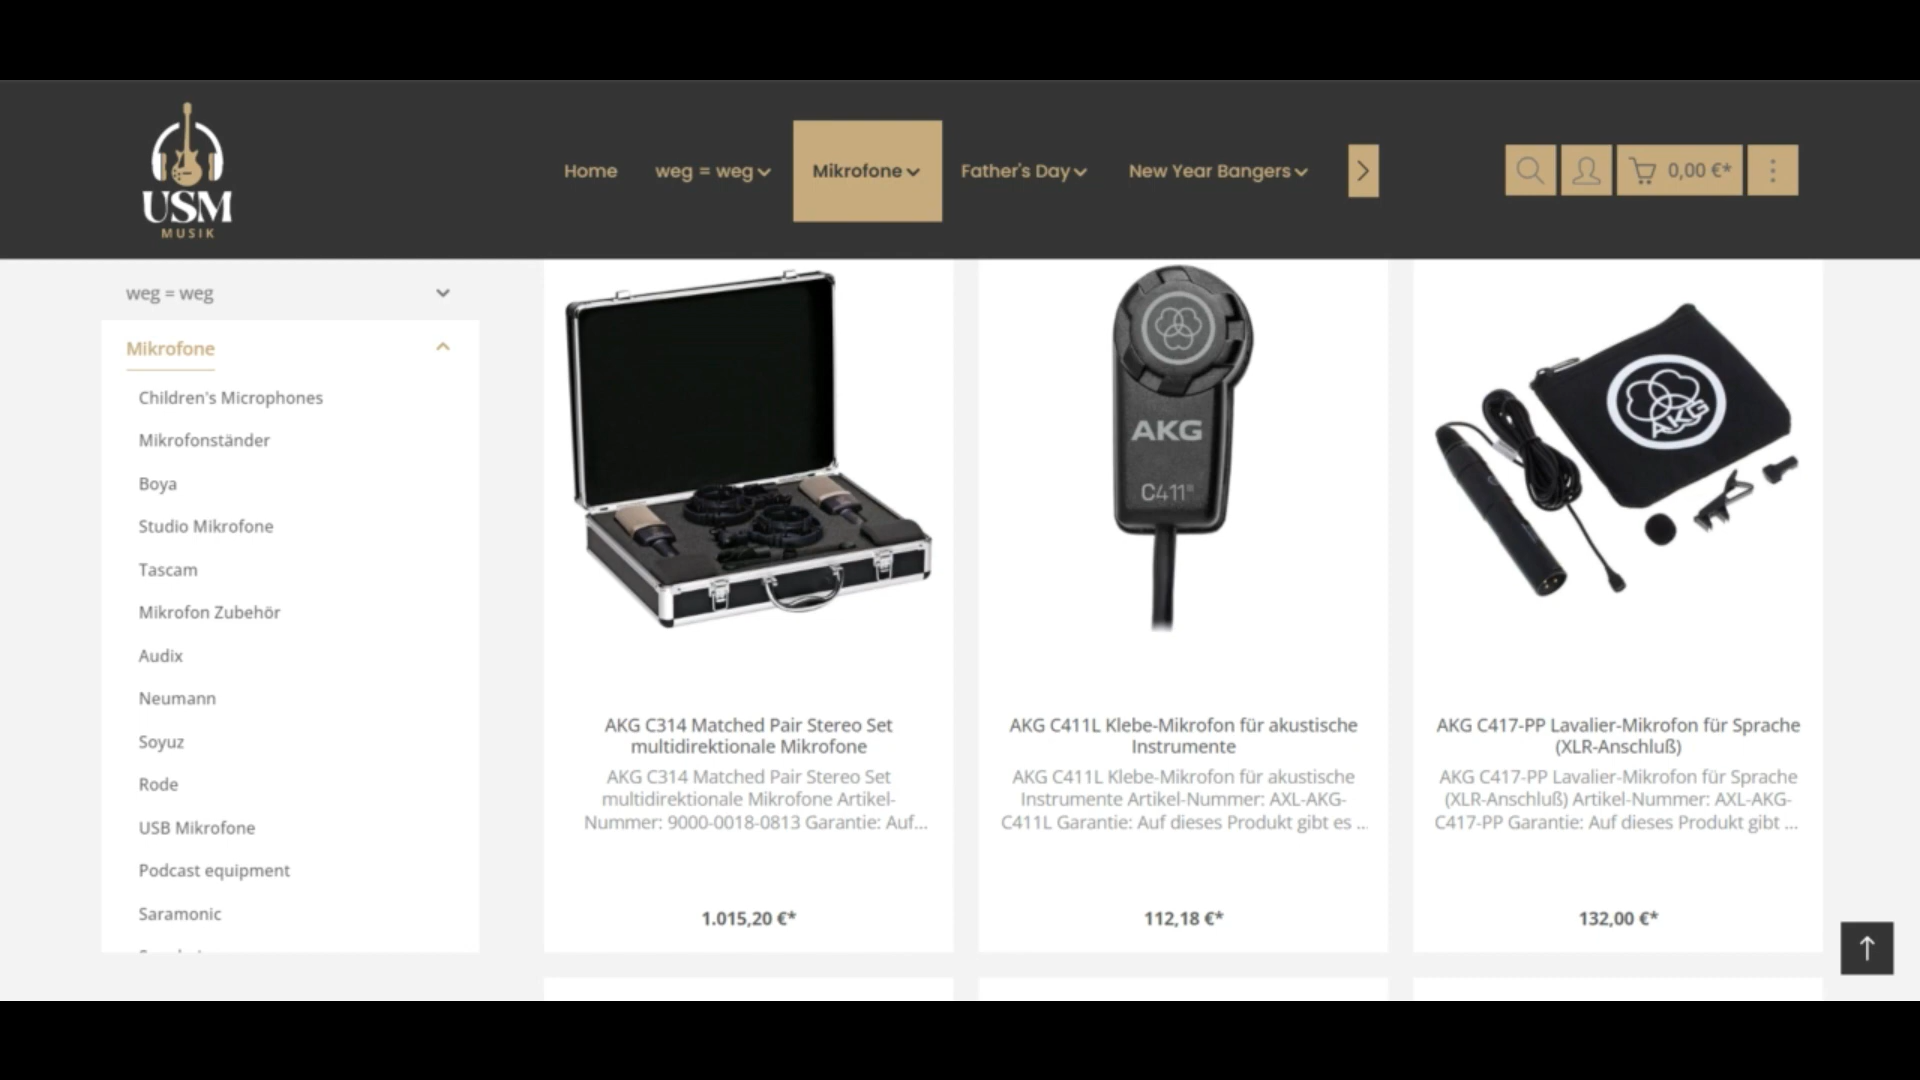 USM
MUSIK
Home
weg = weg
Mikrofone
Father's Day
New Year Bangers
0,00 €*
weg = weg
Mikrofone
Children's Microphones
Mikrofonständer
Boya
Studio Mikrofone
Tascam
Mikrofon Zubehör
Audix
Neumann
Soyuz
Rode
USB Mikrofone
Podcast equipment
Saramonic
AKG
C411
AKG
AKG C314 Matched Pair Stereo Set
multidirektionale Mikrofone
AKG C314 Matched Pair Stereo Set
multidirektionale Mikrofone Artikel-
Nummer: 9000-0018-0813 Garantie: Auf...
1.015,20 €*
AKG C411L Klebe-Mikrofon für akustische
Instrumente
AKG C411L Klebe-Mikrofon für akustische
Instrumente Artikel-Nummer: AXL-AKG-
C411L Garantie: Auf dieses Produkt gibt es ...
112,18 €*
AKG C417-PP Lavalier-Mikrofon für Sprache
(XLR-Anschluß)
AKG C417-PP Lavalier-Mikrofon für Sprache
(XLR-Anschluß) Artikel-Nummer: AXL-AKG-
C417-PP Garantie: Auf dieses Produkt gibt ...
132,00 €*